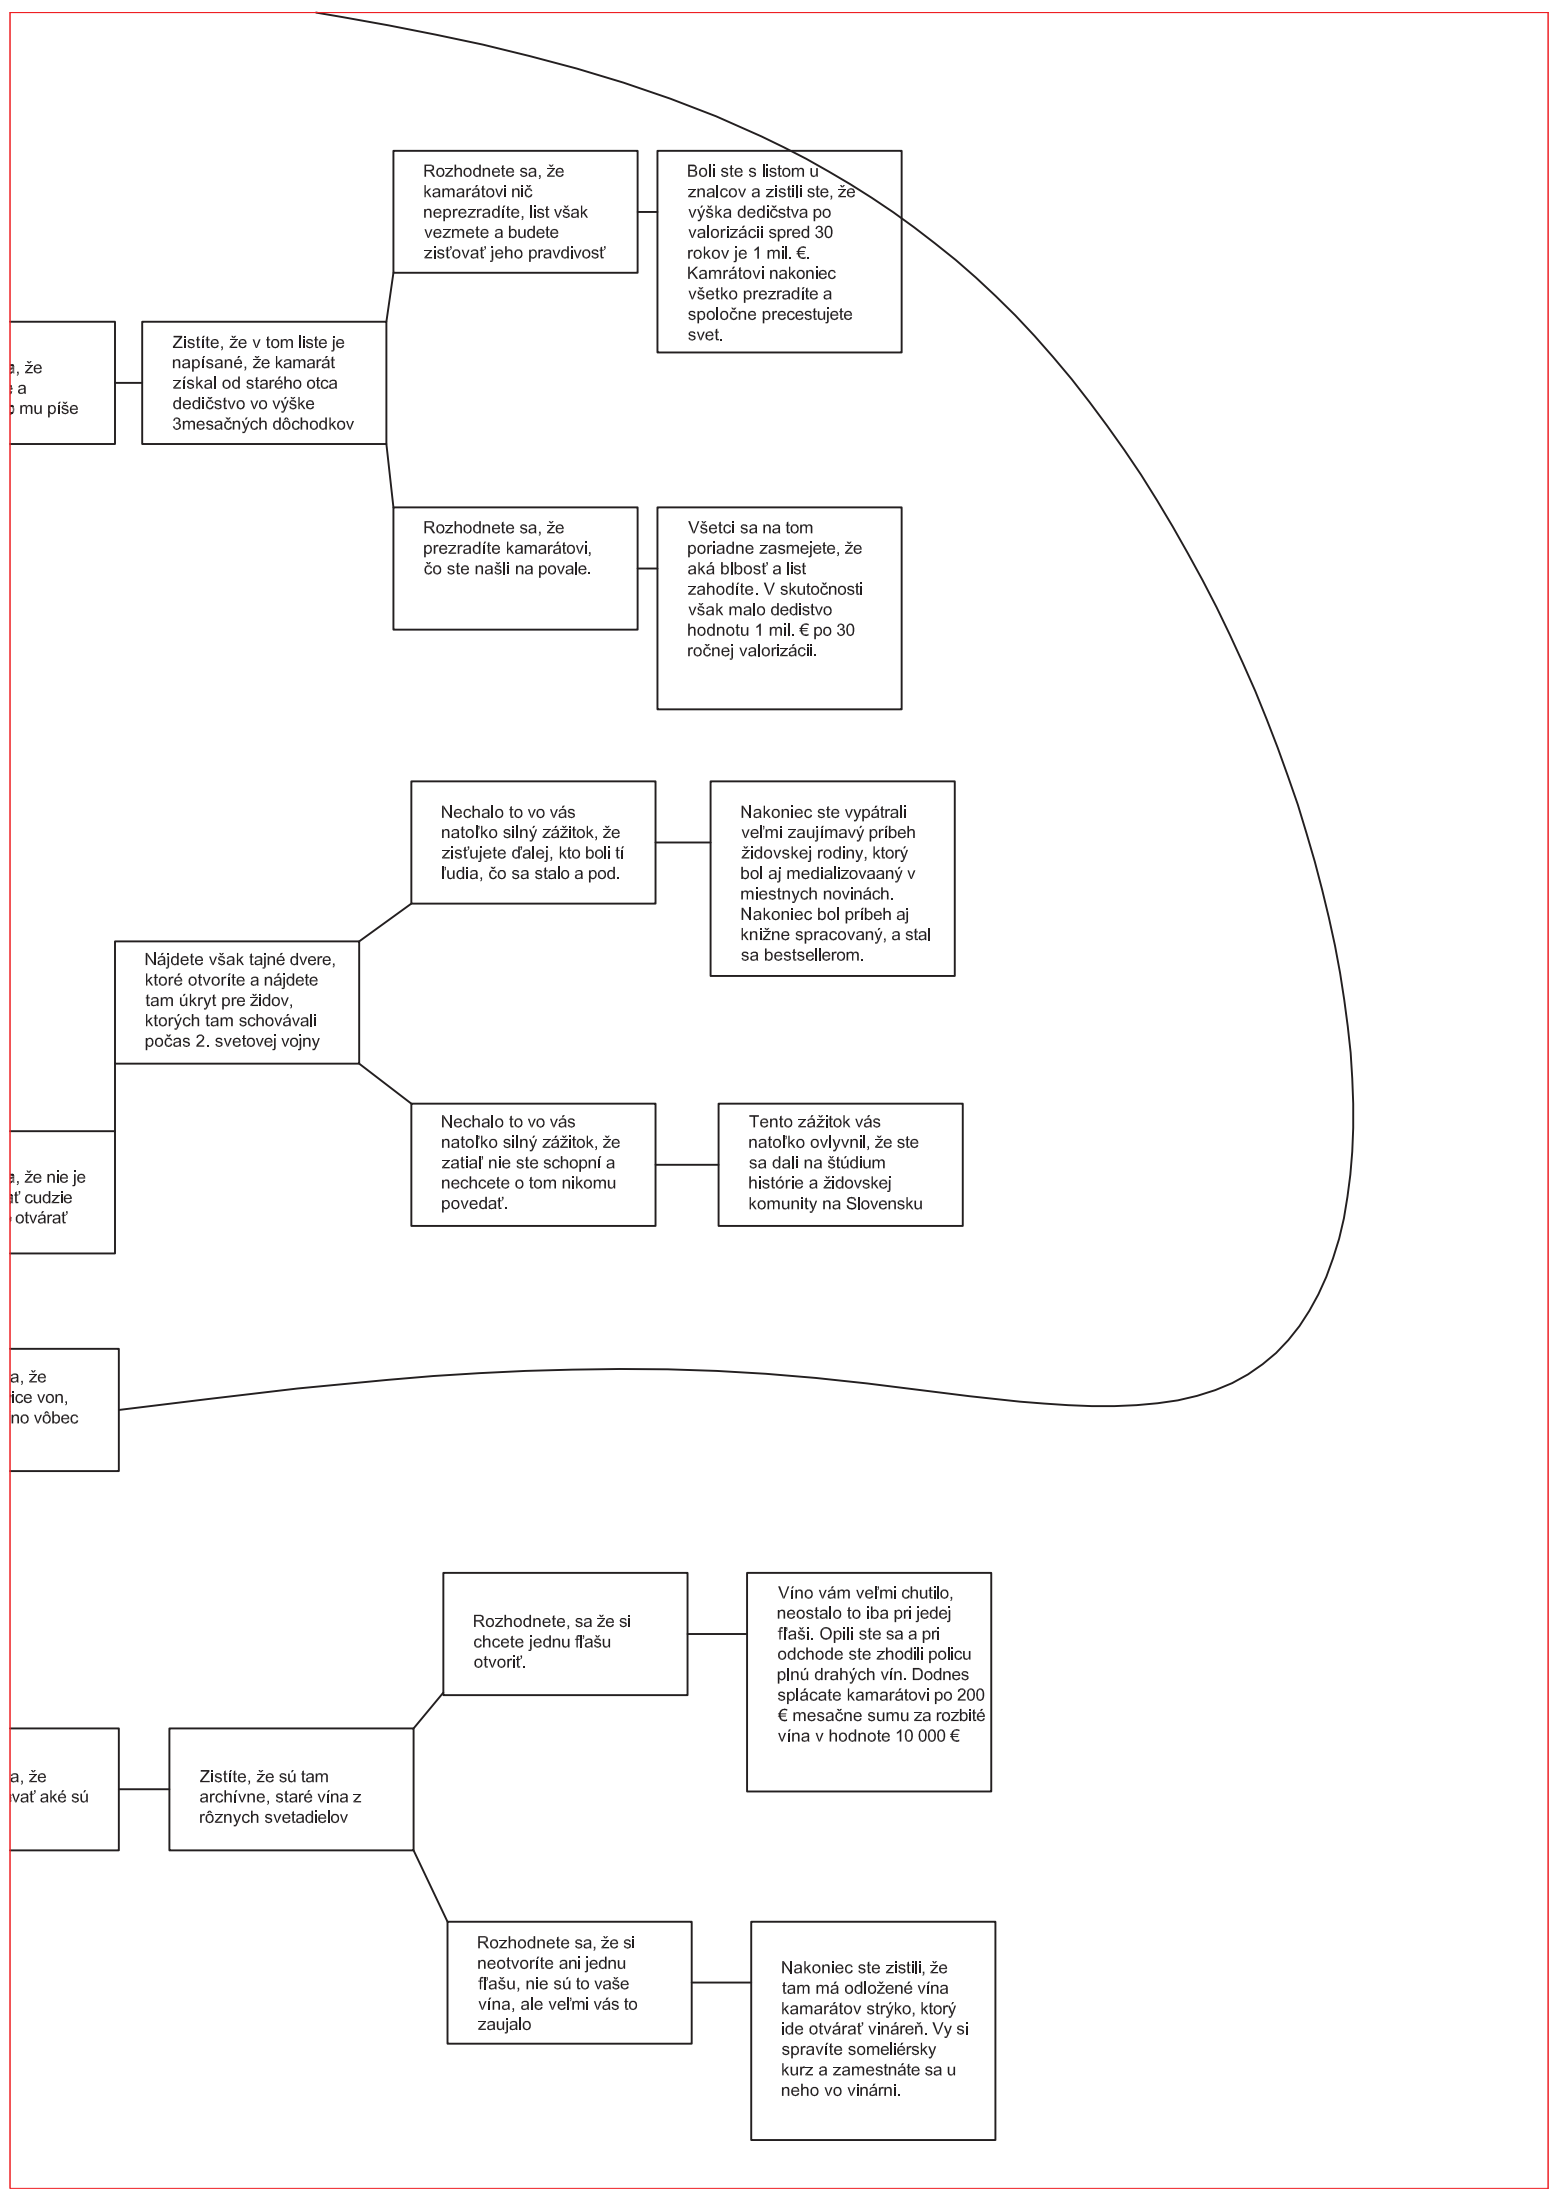 Rozhodnete sa, že
kamarátovi nič
neprezradíte, list však
vezmete a budete
zisťovať jeho pravdivosť
Boli ste s listom u
znalcov a zistili ste, že
výška dedičstva po
valorizácii spred 30
rokov je 1 mil. €.
Kamrátovi nakoniec
všetko prezradíte a
spoločne precestujete
svet.
, že
a
mu píše
Zistíte, že v tom liste je
napísané, že kamarát
získal od starého otca
dedičstvo vo výške
3mesačných dôchodkov
Rozhodnete sa, že
prezradíte kamarátovi,
čo ste našli na povale.
Všetci sa na tom
poriadne zasmejete, že
aká blbosť a list
zahodíte. V skutočnosti
však malo dedistvo
hodnotu 1 mil. € po 30
ročnej valorizácii.
Nechalo to vo vás
natoľko silný zážitok, že
zisťujete ďalej, kto boli tí
ľudia, čo sa stalo a pod.
Nakoniec ste vypátrali
veľmi zaujímavý príbeh
židovskej rodiny, ktorý
bol aj medializovaaný v
miestnych novinách.
Nakoniec bol príbeh aj
knižne spracovaný, a stal
sa bestsellerom.
Nájdete však tajné dvere,
ktoré otvoríte a nájdete
tam úkryt pre židov,
ktorých tam schovávali
počas 2. svetovej vojny
Nechalo to vo vás
natoľko silný zážitok, že
zatiaľ nie ste schopní a
nechcete o tom nikomu
povedať.
Tento zážitok vás
natoľko ovlyvnil, že ste
sa dali na štúdium
histórie a židovskej
komunity na Slovensku
, že nie je
ať cudzie
otvárať
a, že
ice von,
no vôbec
Rozhodnete, sa že si
chcete jednu fľašu
otvoriť.
Víno vám veľmi chutilo,
neostalo to iba pri jedej
fľaši. Opili ste sa a pri
odchode ste zhodili policu
plnú drahých vín. Dodnes
splácate kamarátovi po 200
€ mesačne sumu za rozbité
vína v hodnote 10 000 €
a, že
vať aké sú
Zistíte, že sú tam
archívne, staré vína z
rôznych svetadielov
Rozhodnete sa, že si
neotvoríte ani jednu
fľašu, nie sú to vaše
vína, ale veľmi vás to
zaujalo
Nakoniec ste zistili, že
tam má odložené vína
kamarátov strýko, ktorý
ide otvárať vináreň. Vy si
spravíte someliérsky
kurz a zamestnáte sa u
neho vo vinárni.